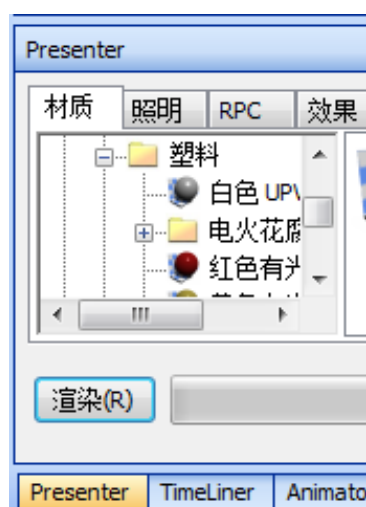 Presenter
材质 照明 RPC 效果
塑料
白色 UPV
电火花腐
红色有光
渲染(R)
Presenter TimeLiner Animato